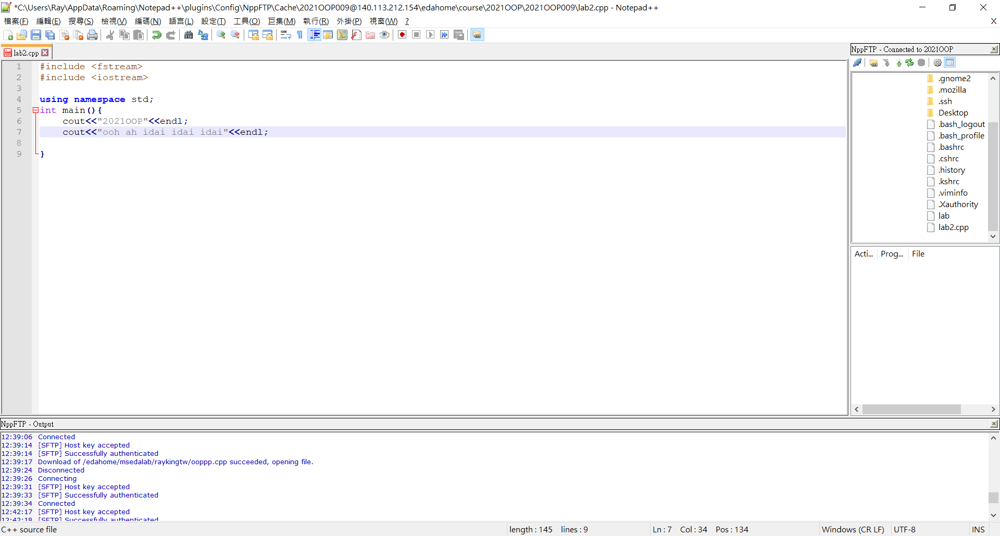 *C:\Users\Ray\AppData\Roaming\Notepad++\plugins\Config\NppFTP\Cache\2021OOP009@140.113.212.154\edahome\course\2021OOP\2021OOP009\lab2.cpp - Notepad++
檔案(F) 編輯(E) 搜尋(S) 檢視(V) 編碼(N) 語言(L) 設定(T) 工具(O) 巨集(M) 執行(R) 外掛(P) 視窗(W) ? X
lab2.cpp
1 #include <fstream>
2 #include <iostream>
3
4 using namespace std;
5 int main(){
6 cout<<"2021OOP"<<endl;
7 cout<<"ooh ah idai idai idai"<<endl;
8
9 }
NppFTP - Connected to 2021OOP
.gnome2
.mozilla
.ssh
Desktop
.bash_logout
.bash_profile
.bashrc
.cshrc
.history
.kshrc
.viminfo
.Xauthority
lab
lab2.cpp
Acti... Prog... File
NppFTP - Output
12:39:06 Connected
12:39:14 [SFTP] Host key accepted
12:39:14 [SFTP] Successfully authenticated
12:39:17 Download of /edahome/msedalab/raykingtw/ooppp.cpp succeeded, opening file.
12:39:24 Disconnected
12:39:26 Connecting
12:39:31 [SFTP] Host key accepted
12:39:33 [SFTP] Successfully authenticated
12:39:34 Connected
12:42:17 [SFTP] Host key accepted
12:42:18 [SFTP] Successfully authenticated
C++ source file length : 145 lines : 9 Ln : 7 Col : 34 Pos : 134 Windows (CR LF) UTF-8 INS